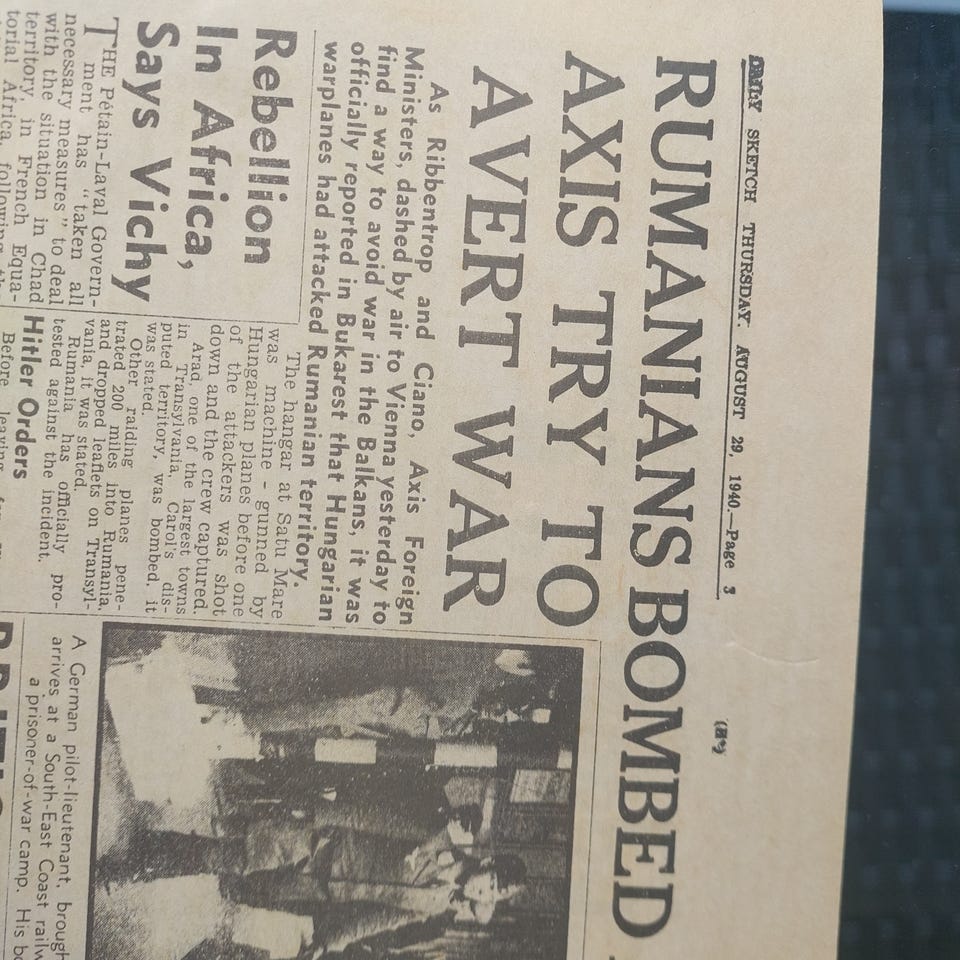 DAILY SKETCH THURSDAY. AUGUST 29, 1940.—Page 3
RUMANIANS BOMBED
AXIS TRY TO
AVERT WAR
As Ribbentrop and Ciano, Axis Foreign
Ministers, dashed by air to Vienna yesterday to
find a way to avoid war in the Balkans, it was
officially reported in Bukarest that Hungarian
warplanes had attacked Rumanian territory.
Rebellion
In Africa,
Says Vichy
THE Pétain-Laval Govern-
ment has "taken all
necessary measures" to deal
with the situation in Chad
territory, in French Equa-
torial Africa, following
The hangar at Satu Mare
was machine-gunned by
Hungarian planes before one
of the attackers was shot
down and the crew captured.
Arad, one of the largest towns
in Transylvania, Carol's dis-
puted territory, was bombed, it
was stated.
Other raiding planes pene-
trated 200 miles into Rumania,
and dropped leaflets on Transyl-
vania, it was stated.
Rumania has officially pro-
tested against the incident.
Hitler Orders
Before leaving
A German pilot-lieutenant, brough
arrives at a South-East Coast railw
a prisoner-of-war camp. His bo